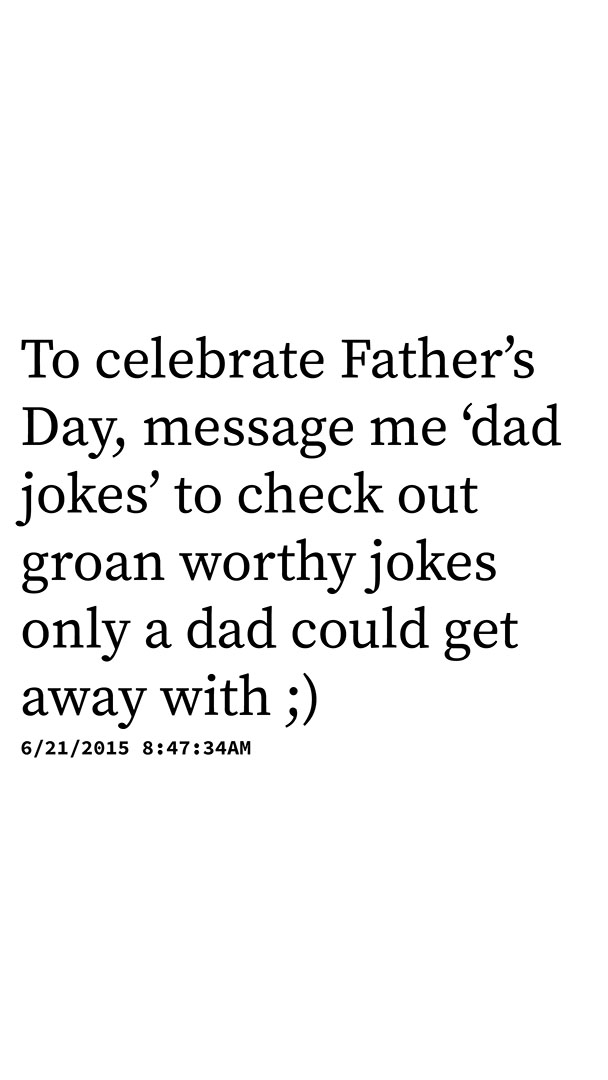 To celebrate Father’s
Day, message me ‘dad
jokes’ to check out
groan worthy jokes
only a dad could get
away with ;)
6/21/2015 8:47:34AM